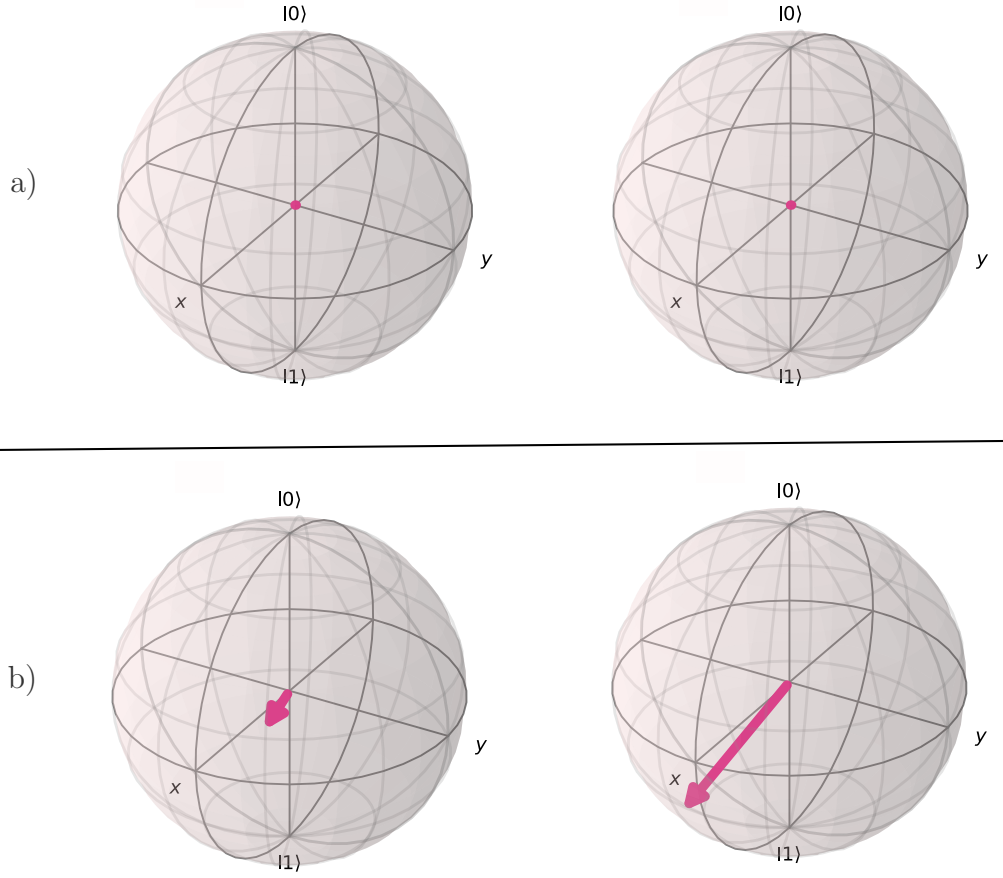 |0⟩ |0⟩
a)
y y
x x
|1⟩ |1⟩
|0⟩ |0⟩
b)
y y
x x
|1⟩ |1⟩